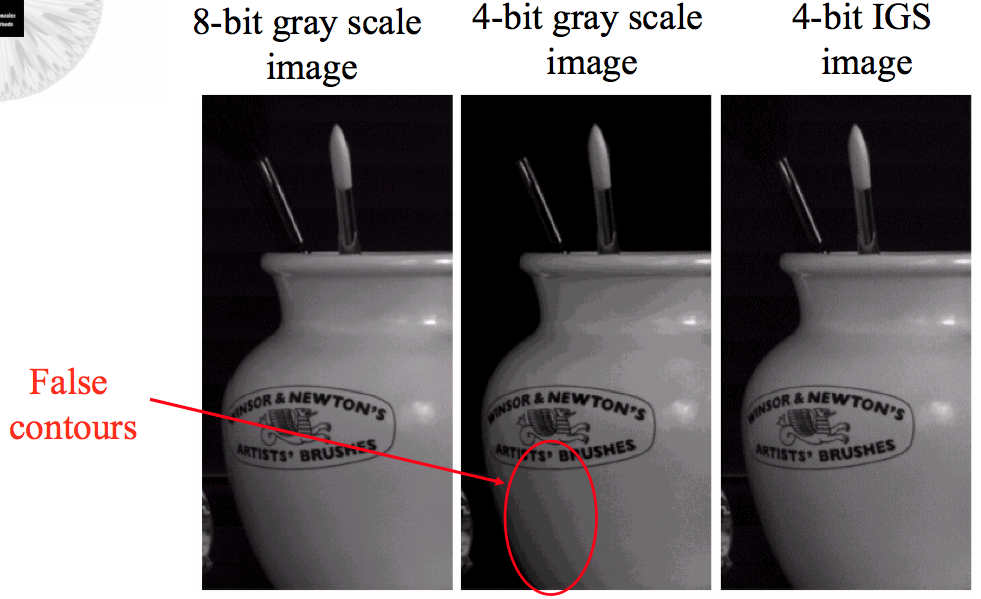 8-bit gray scale
image
4-bit gray scale
image
4-bit IGS
image
False
contours
WINSOR & NEWTON'S
ARTISTS' BRUSHES
WINSOR & NEWTON'S
ARTISTS' BRUSHES
WINSOR & NEWTON'S
ARTISTS' BRUSHES